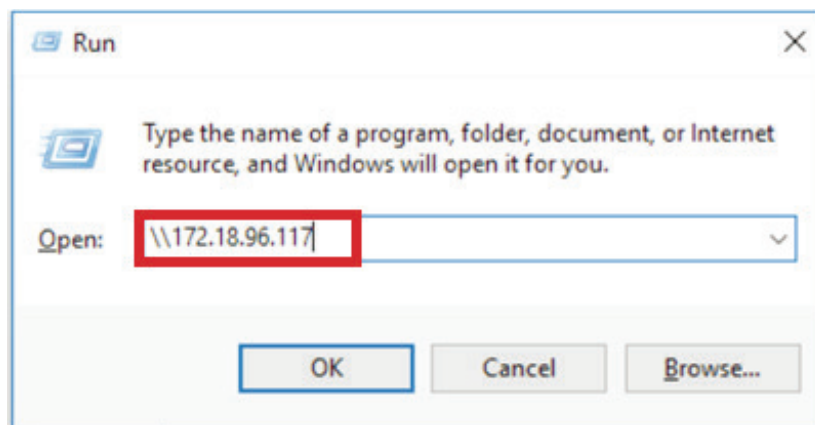 Run
Type the name of a program, folder, document, or Internet
resource, and Windows will open it for you.
Open: \\172.18.96.117
OK Cancel Browse...